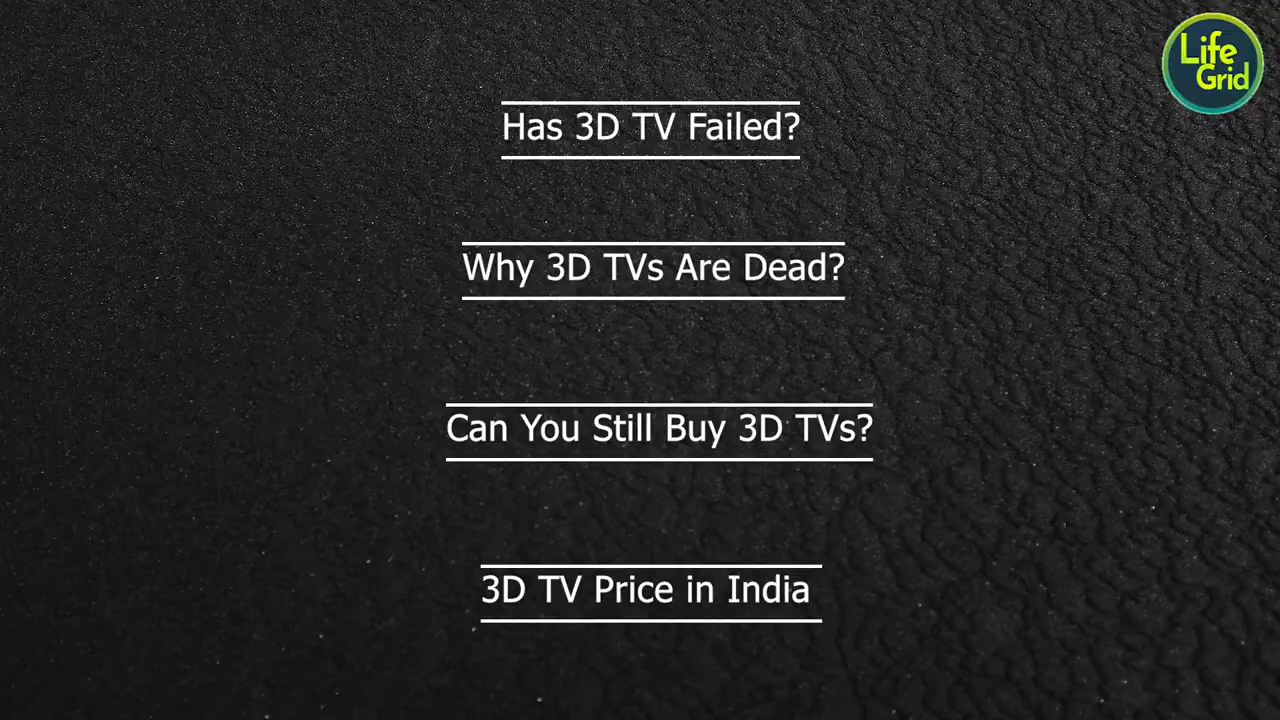 Life
Grid
Has 3D TV Failed?
Why 3D TVs Are Dead?
Can You Still Buy 3D TVs?
3D TV Price in India